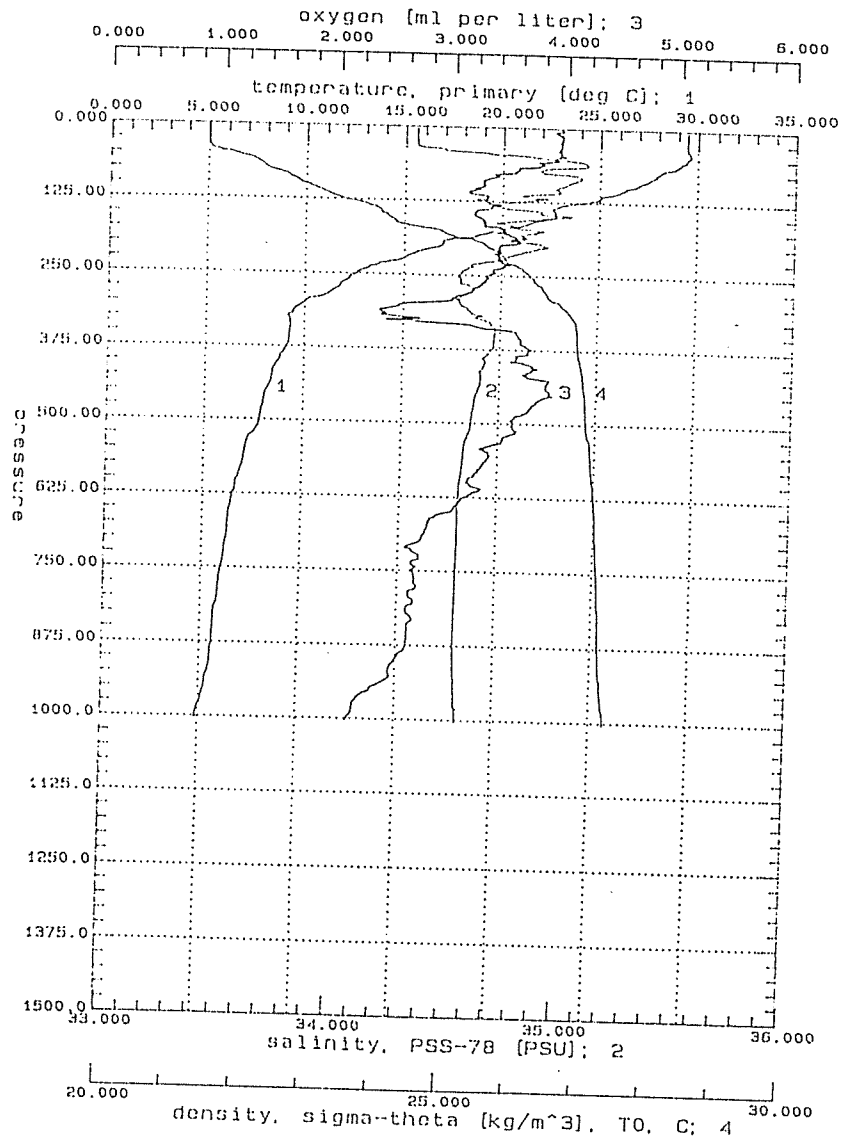 oxygen [ml per liter]; 3
0.000 1.000 2.000 3.000 4.000 5.000 6.000
temperature, primary [deg C]; 1
0.000 5.000 10.000 15.000 20.000 25.000 30.000 35.000
0.000
125.00
250.00
375.00
500.00
625.00
750.00
875.00
1000.0
1125.0
1250.0
1375.0
1500.0
pressure
1 2 3 4
33.000 34.000 35.000 36.000
salinity, PSS-78 [PSU]; 2
20.000 25.000 30.000
density, sigma-theta [kg/m^3], T0, C; 4